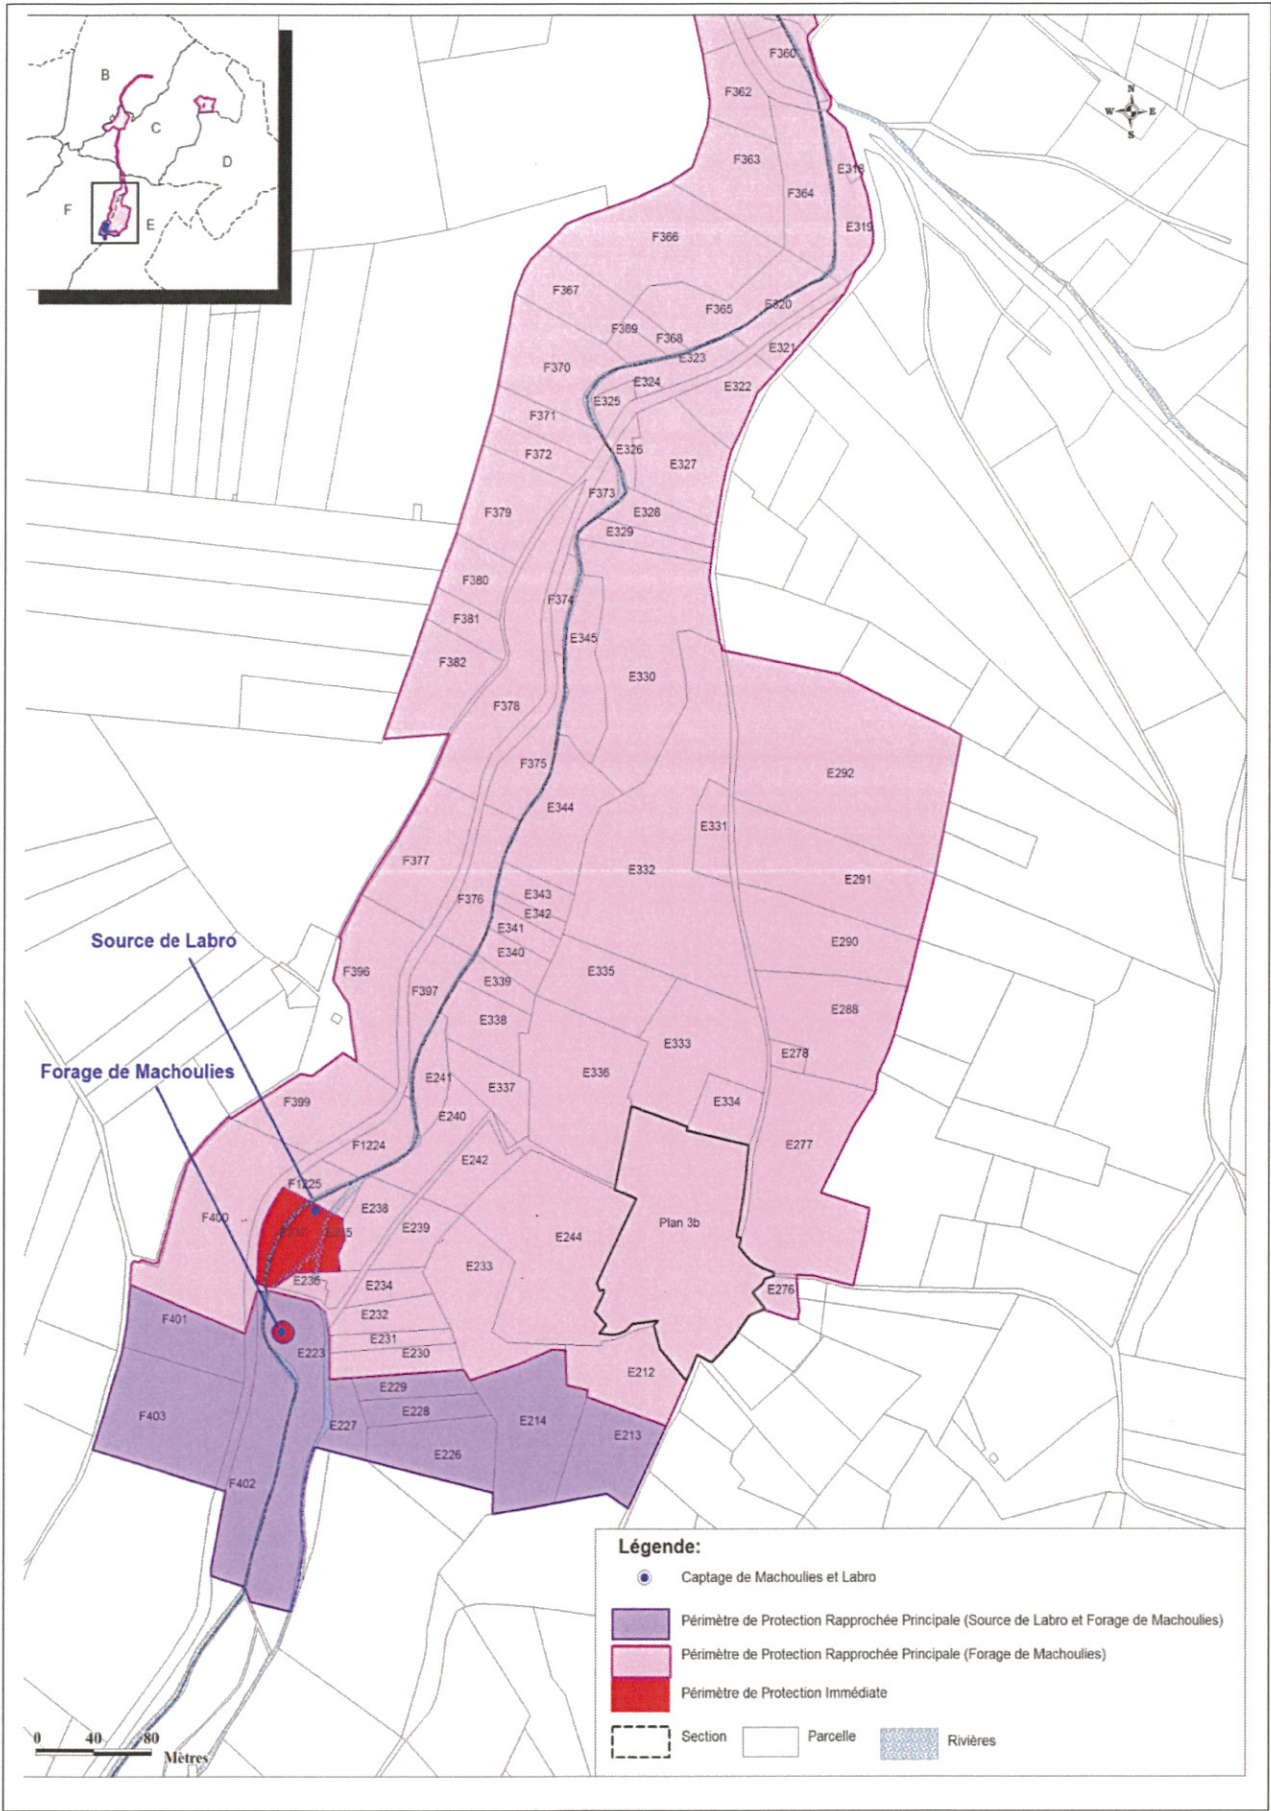 B
C
D
F
E
N
W E
S
F360
F362
F363
E318
F364
E319
F366
F367
F365
E320
F369
F368
E321
E323
F370
E324
E322
E325
F371
E326
F372
E327
F373
F379
E328
E329
F380
F374
F381
E345
F382
E330
F378
F375
E292
E344
E331
F377
E332
E291
E343
F376
E342
E341
Source de Labro
E290
E340
F396
E335
E339
F397
E288
E338
E333
E278
Forage de Machoulies
E336
E241
E337
F399
E334
E240
F1224
E277
E242
F1225
E238
F400
Plan 3b
E239
E244
E233
E236
E234
E276
E232
F401
E231
E223
E230
E212
E229
F403
E228
E227
E214
E213
E226
F402
Légende:
Captage de Machoulies et Labro
Périmètre de Protection Rapprochée Principale (Source de Labro et Forage de Machoulies)
Périmètre de Protection Rapprochée Principale (Forage de Machoulies)
Périmètre de Protection Immédiate
Section Parcelle Rivières
0 40 80
Mètres